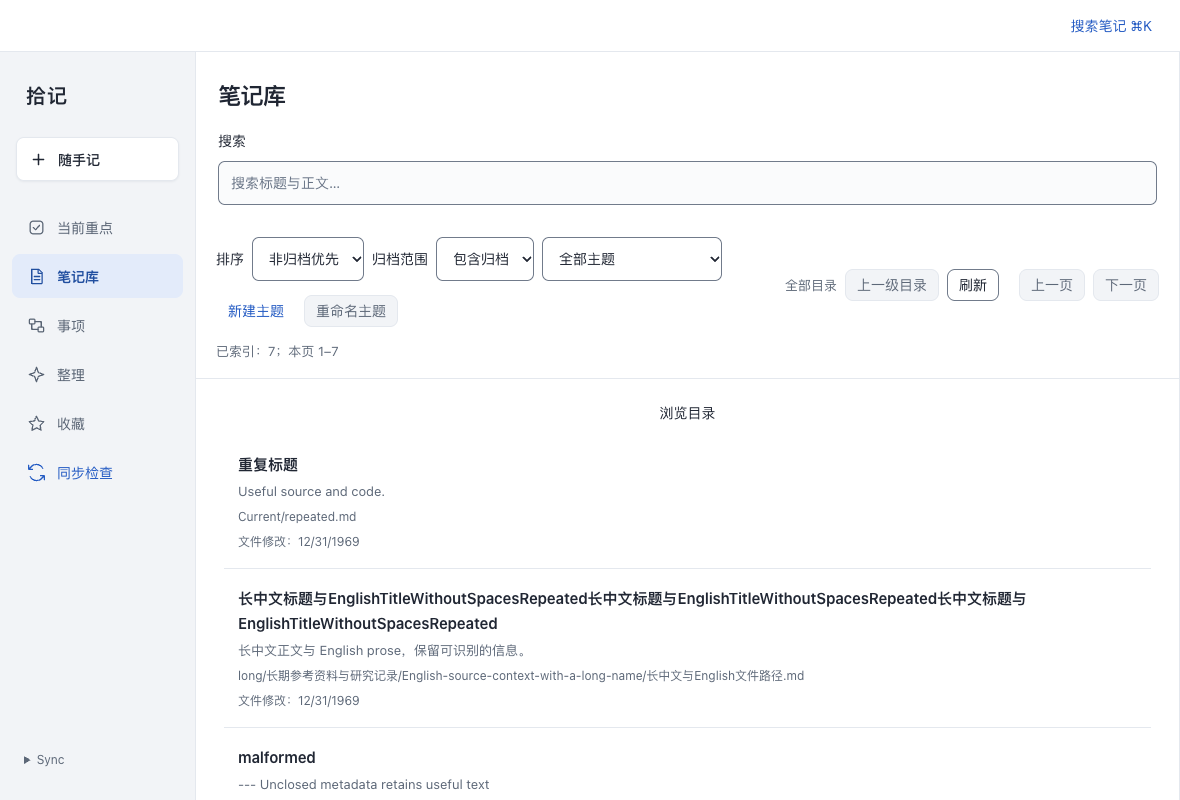 搜索笔记 ⌘K
拾记
随手记
当前重点
笔记库
事项
整理
收藏
同步检查
Sync
笔记库
搜索
搜索标题与正文...
排序 非归档优先 归档范围 包含归档 全部主题
新建主题 重命名主题
全部目录 上一级目录 刷新 上一页 下一页
已索引：7；本页 1–7
浏览目录
重复标题
Useful source and code.
Current/repeated.md
文件修改：12/31/1969
长中文标题与EnglishTitleWithoutSpacesRepeated长中文标题与EnglishTitleWithoutSpacesRepeated长中文标题与
EnglishTitleWithoutSpacesRepeated
长中文正文与 English prose，保留可识别的信息。
long/长期参考资料与研究记录/English-source-context-with-a-long-name/长中文与English文件路径.md
文件修改：12/31/1969
malformed
--- Unclosed metadata retains useful text